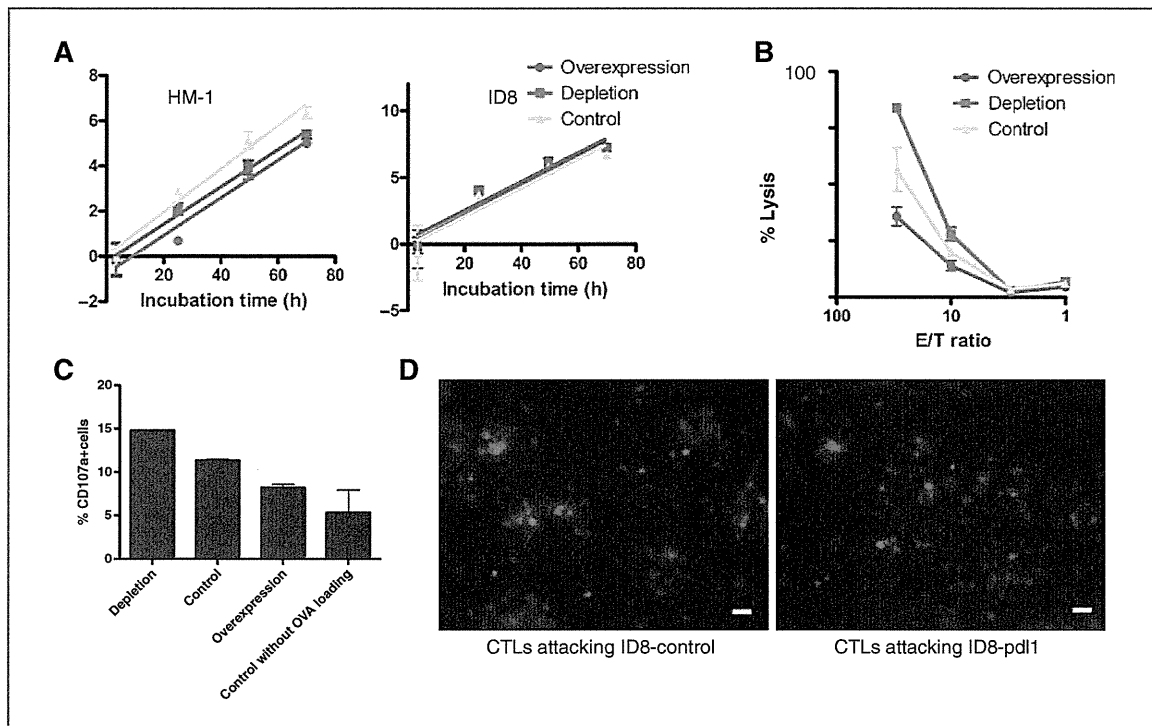 A
HM-1
8
6
4
2
0
−2
20
40
60
80
Incubation time (h)
ID8
10
5
0
−5
20
40
60
80
Incubation time (h)
Overexpression
Depletion
Control
B
100
% Lysis
100
10
1
E/T ratio
Overexpression
Depletion
Control
C
% CD107a+cells
20
15
10
5
0
Depletion
Control
Overexpression
Control without OVA loading
D
CTLs attacking ID8-control
CTLs attacking ID8-pdl1